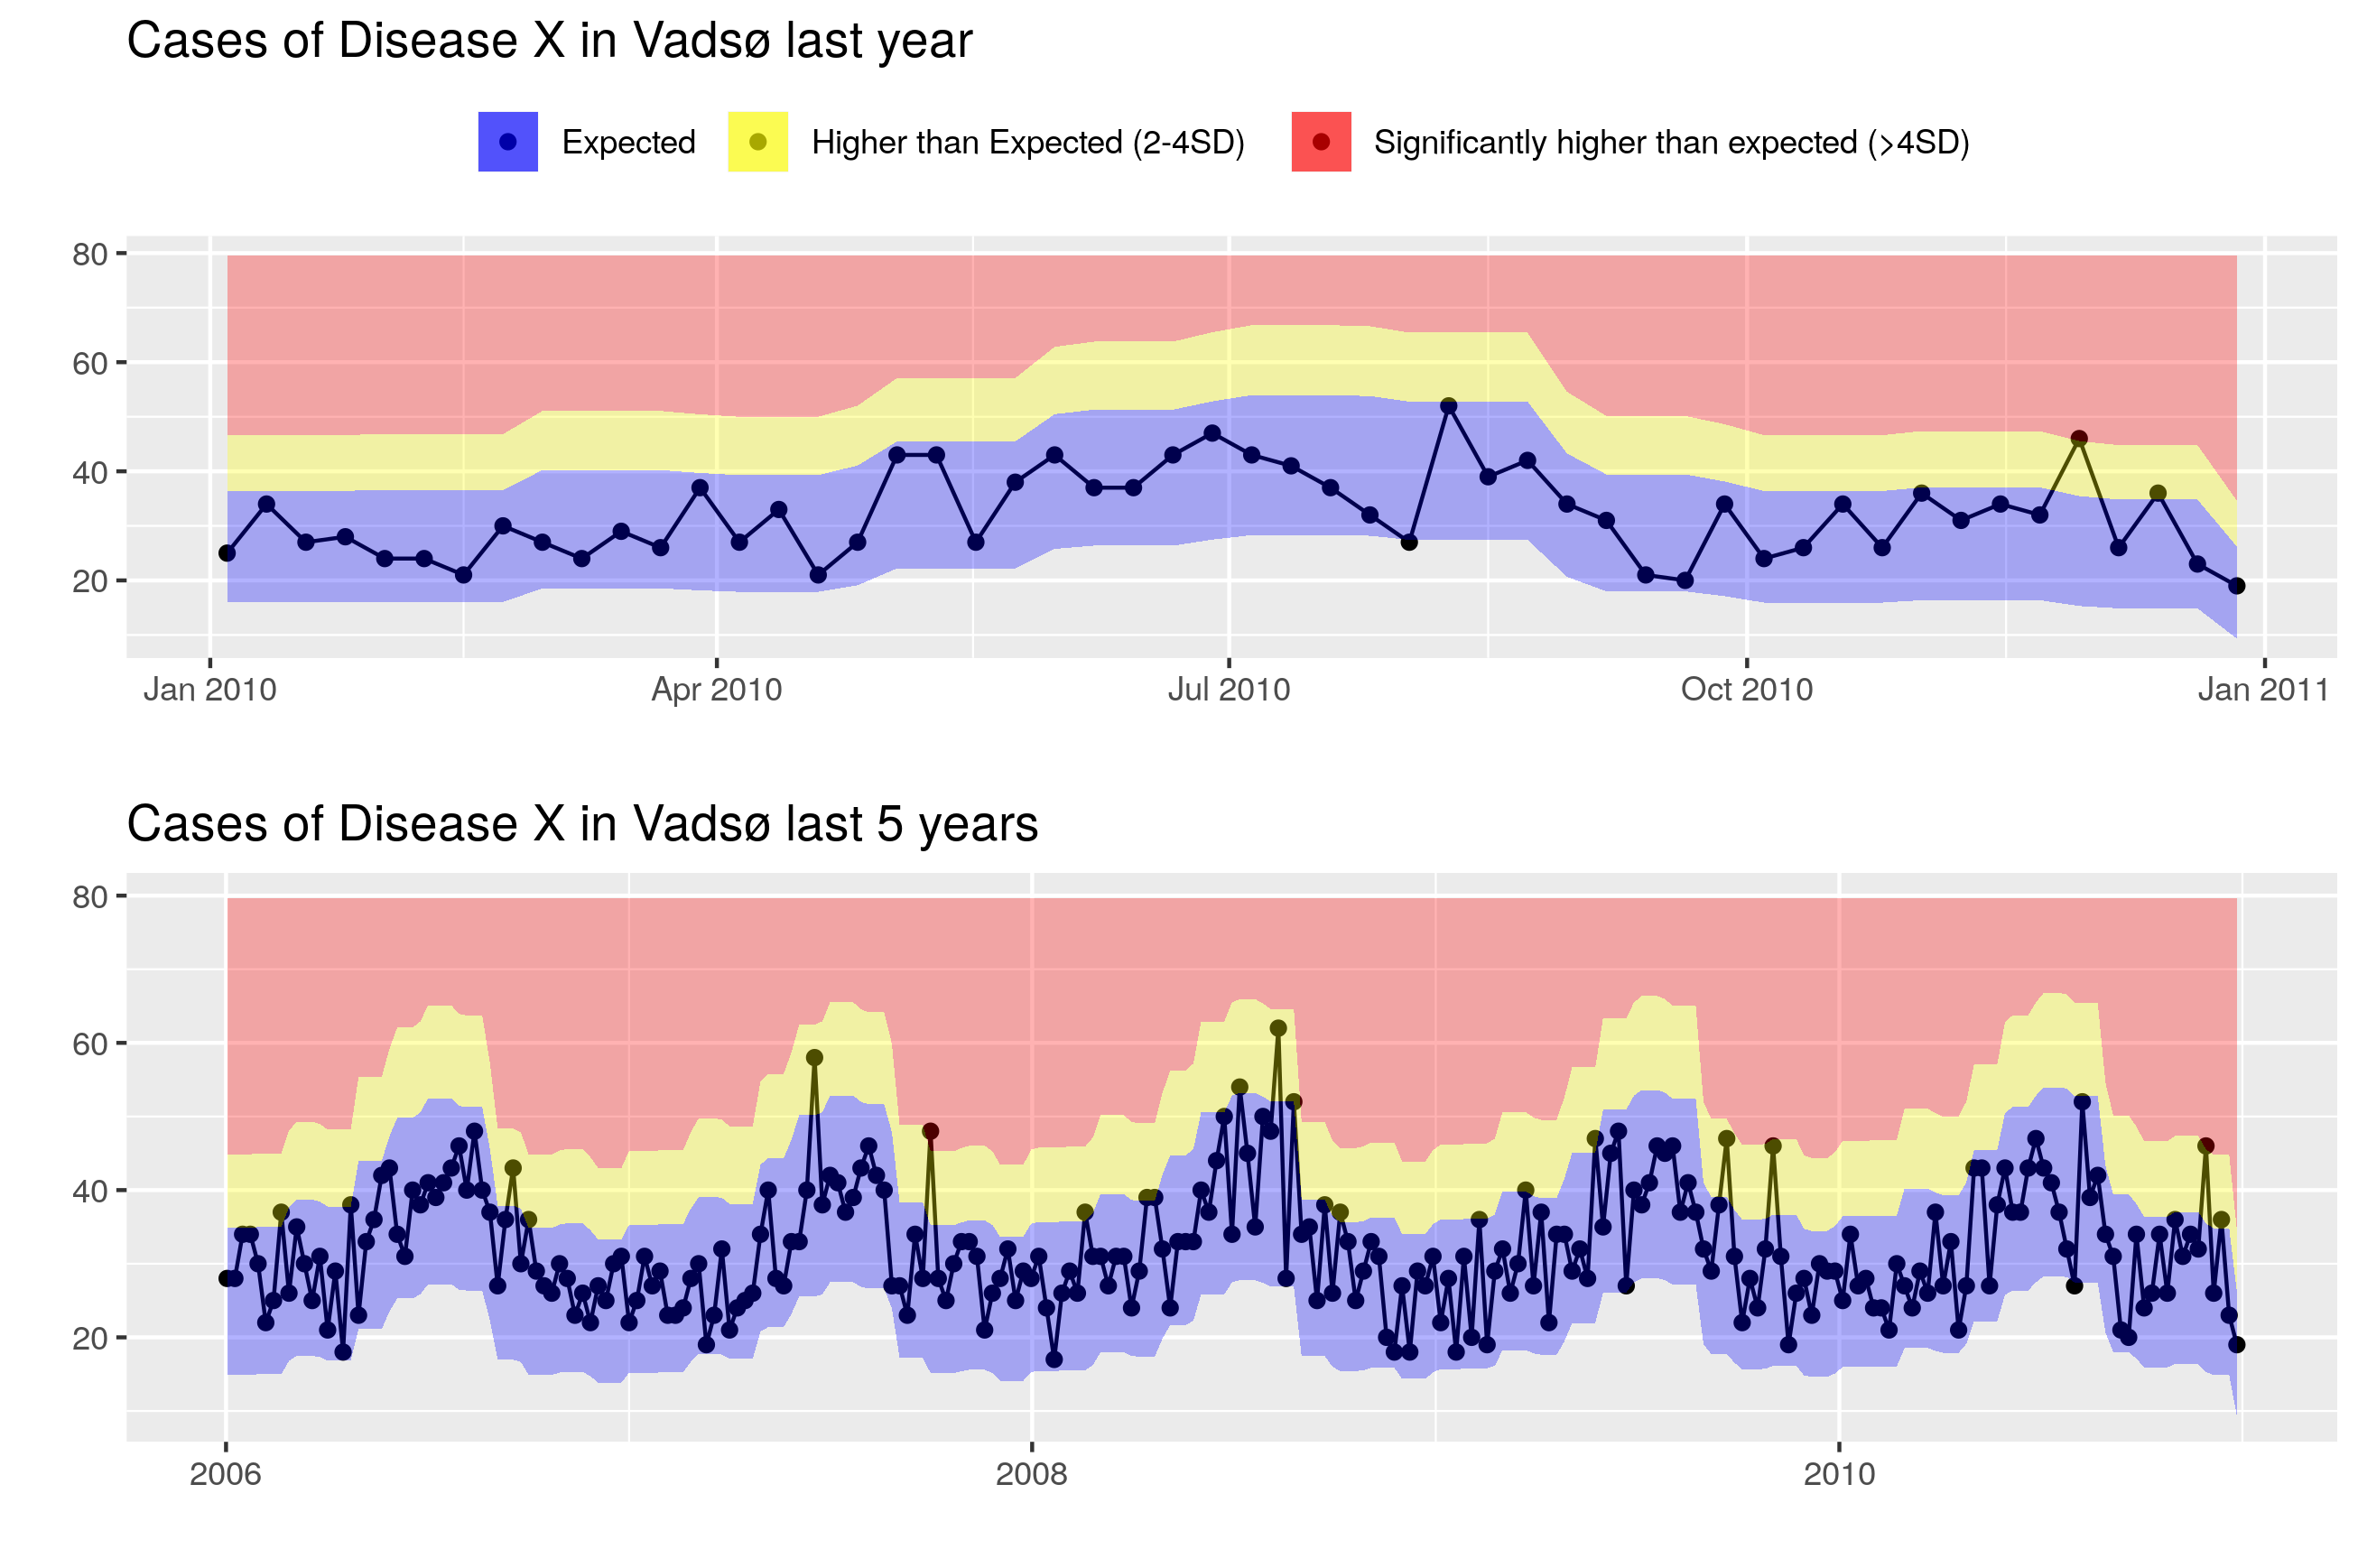 Cases of Disease X in Vadsø last year
Expected Higher than Expected (2-4SD) Significantly higher than expected (>4SD)
80
60
40
20
Jan 2010 Apr 2010 Jul 2010 Oct 2010 Jan 2011
Cases of Disease X in Vadsø last 5 years
80
60
40
20
2006 2008 2010